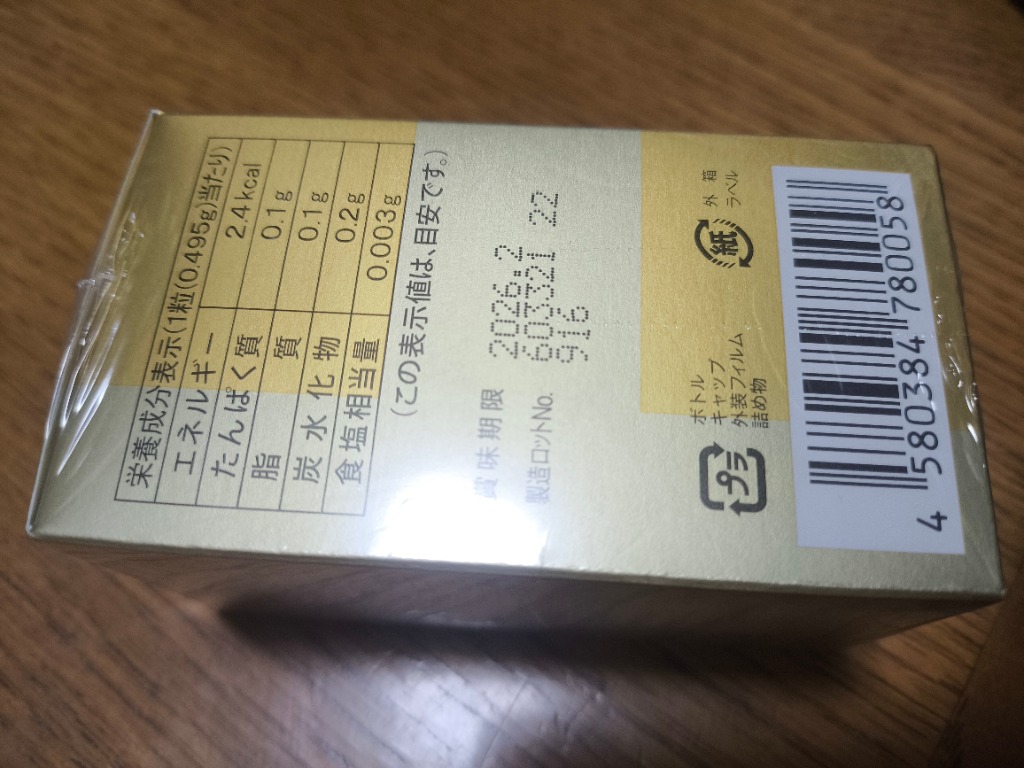 栄養成分表示(1粒(0.495g)当たり)
エネルギー 2.4kcal
たんぱく質 0.1g
脂質 0.1g
炭水化物 0.2g
食塩相当量 0.003g
(この表示値は、目安です。)
賞味期限 2026.2
製造ロットNo. 603321 22
916
プラ
ボトル
キャップ
外装フィルム
詰め物
紙
外箱
ラベル
4 580384 780058